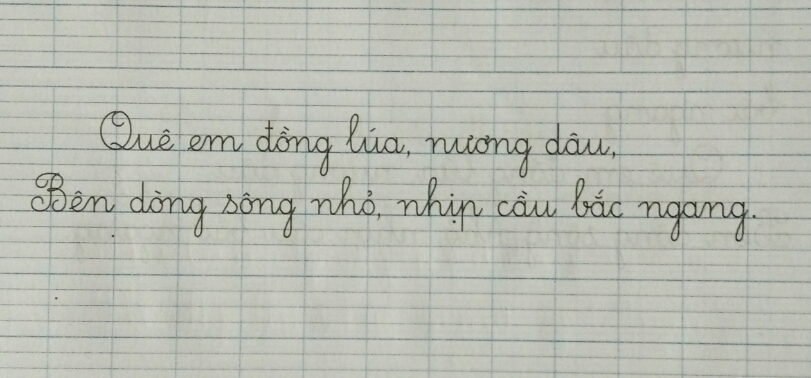 Quê em đồng lúa, nương dâu,
Bên dòng sông nhỏ, nhịp cầu bắc ngang.